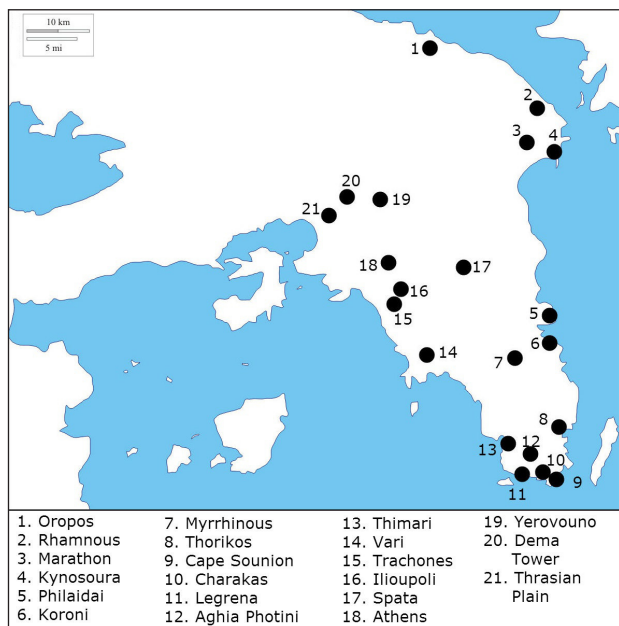 10 km
5 mi
1
2
3
4
20
19
21
18
17
16
15
5
6
14
7
8
13
12
10
11
9
1. Oropos
2. Rhamnous
3. Marathon
4. Kynosoura
5. Philaidai
6. Koroni
7. Myrrhinous
8. Thorikos
9. Cape Sounion
10. Charakas
11. Legrena
12. Aghia Photini
13. Thimari
14. Vari
15. Trachones
16. Ilioupoli
17. Spata
18. Athens
19. Yerovouno
20. Dema
Tower
21. Thrasian
Plain